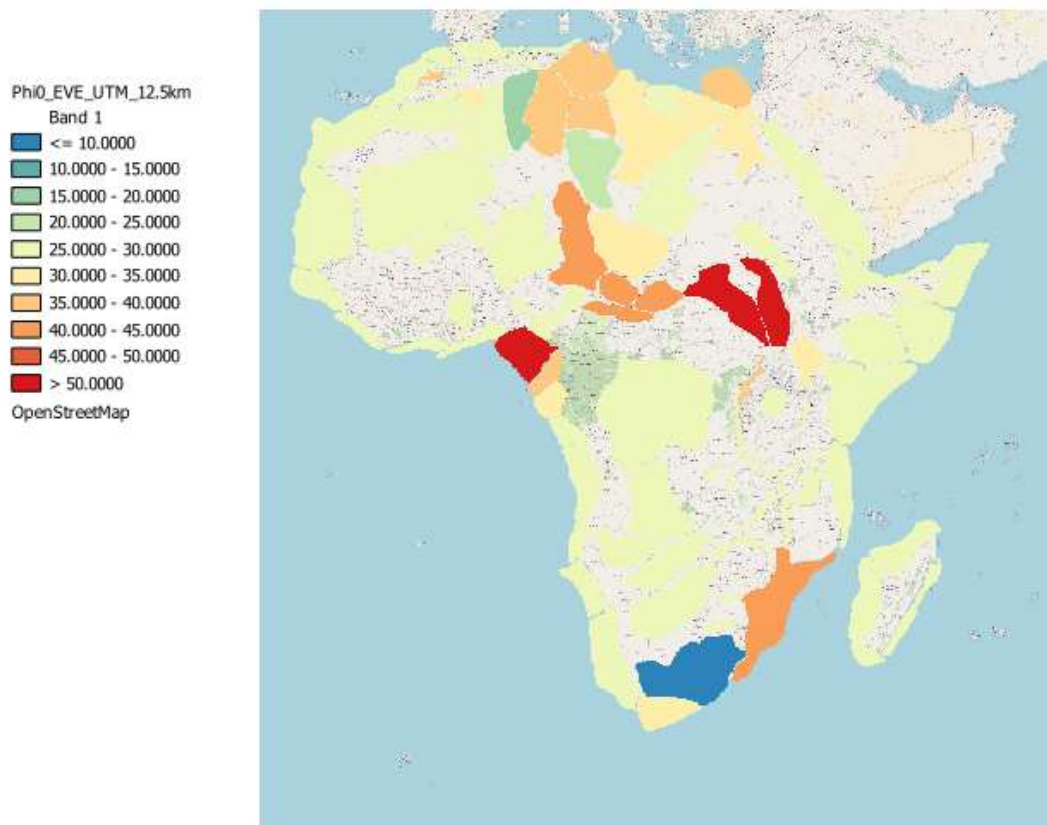 Phi0_EVE_UTM_12.5km
Band 1
<= 10.0000
10.0000 - 15.0000
15.0000 - 20.0000
20.0000 - 25.0000
25.0000 - 30.0000
30.0000 - 35.0000
35.0000 - 40.0000
40.0000 - 45.0000
45.0000 - 50.0000
> 50.0000
OpenStreetMap